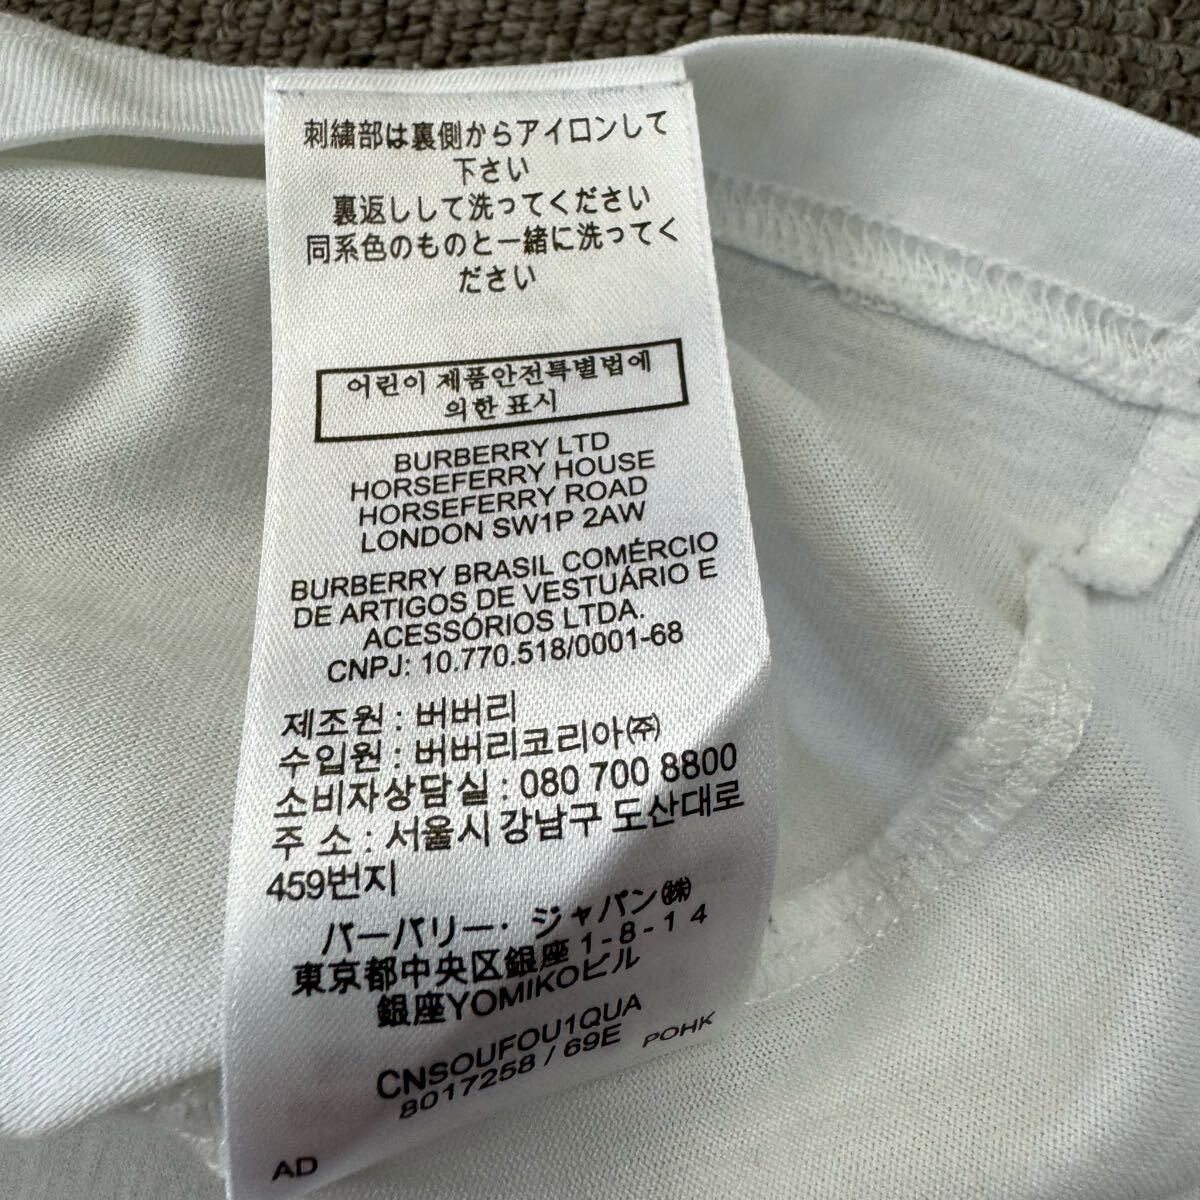 刺繍部は裏側からアイロンして
下さい
裏返しして洗ってください
同系色のものと一緒に洗ってく
ださい
어린이 제품안전특별법에
의한 표시
BURBERRY LTD
HORSEFERRY HOUSE
HORSEFERRY ROAD
LONDON SW1P 2AW
BURBERRY BRASIL COMÉRCIO
DE ARTIGOS DE VESTUÁRIO E
ACESSÓRIOS LTDA.
CNPJ: 10.770.518/0001-68
제조원 : 버버리
수입원 : 버버리코리아㈜
소비자상담실 : 080 700 8800
주 소 : 서울시 강남구 도산대로
459번지
バーバリー・ジャパン㈱
東京都中央区銀座 1-8-14
銀座YOMIKOビル
CNSOUFOU1QUA
8017258 / 69E POHK
AD